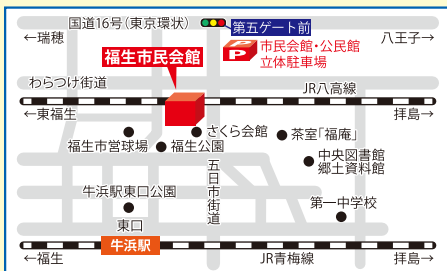 国道16号（東京環状）
第五ゲート前
←瑞穂
八王子→
福生市民会館
P
P
市民会館・公民館
立体駐車場
わらつけ街道
JR八高線
←東福生
拝島→
さくら会館
茶室「福庵」
福生市営球場
福生公園
中央図書館
郷土資料館
五日市街道
牛浜駅東口公園
第一中学校
東口
牛浜駅
←福生
JR青梅線
拝島→